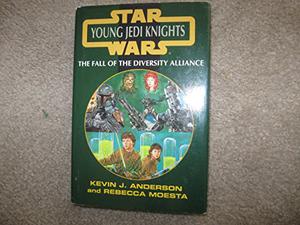 STAR
YOUNG JEDI KNIGHTS
WARS
THE FALL OF THE DIVERSITY ALLIANCE
KEVIN J. ANDERSON
AND REBECCA MOESTA